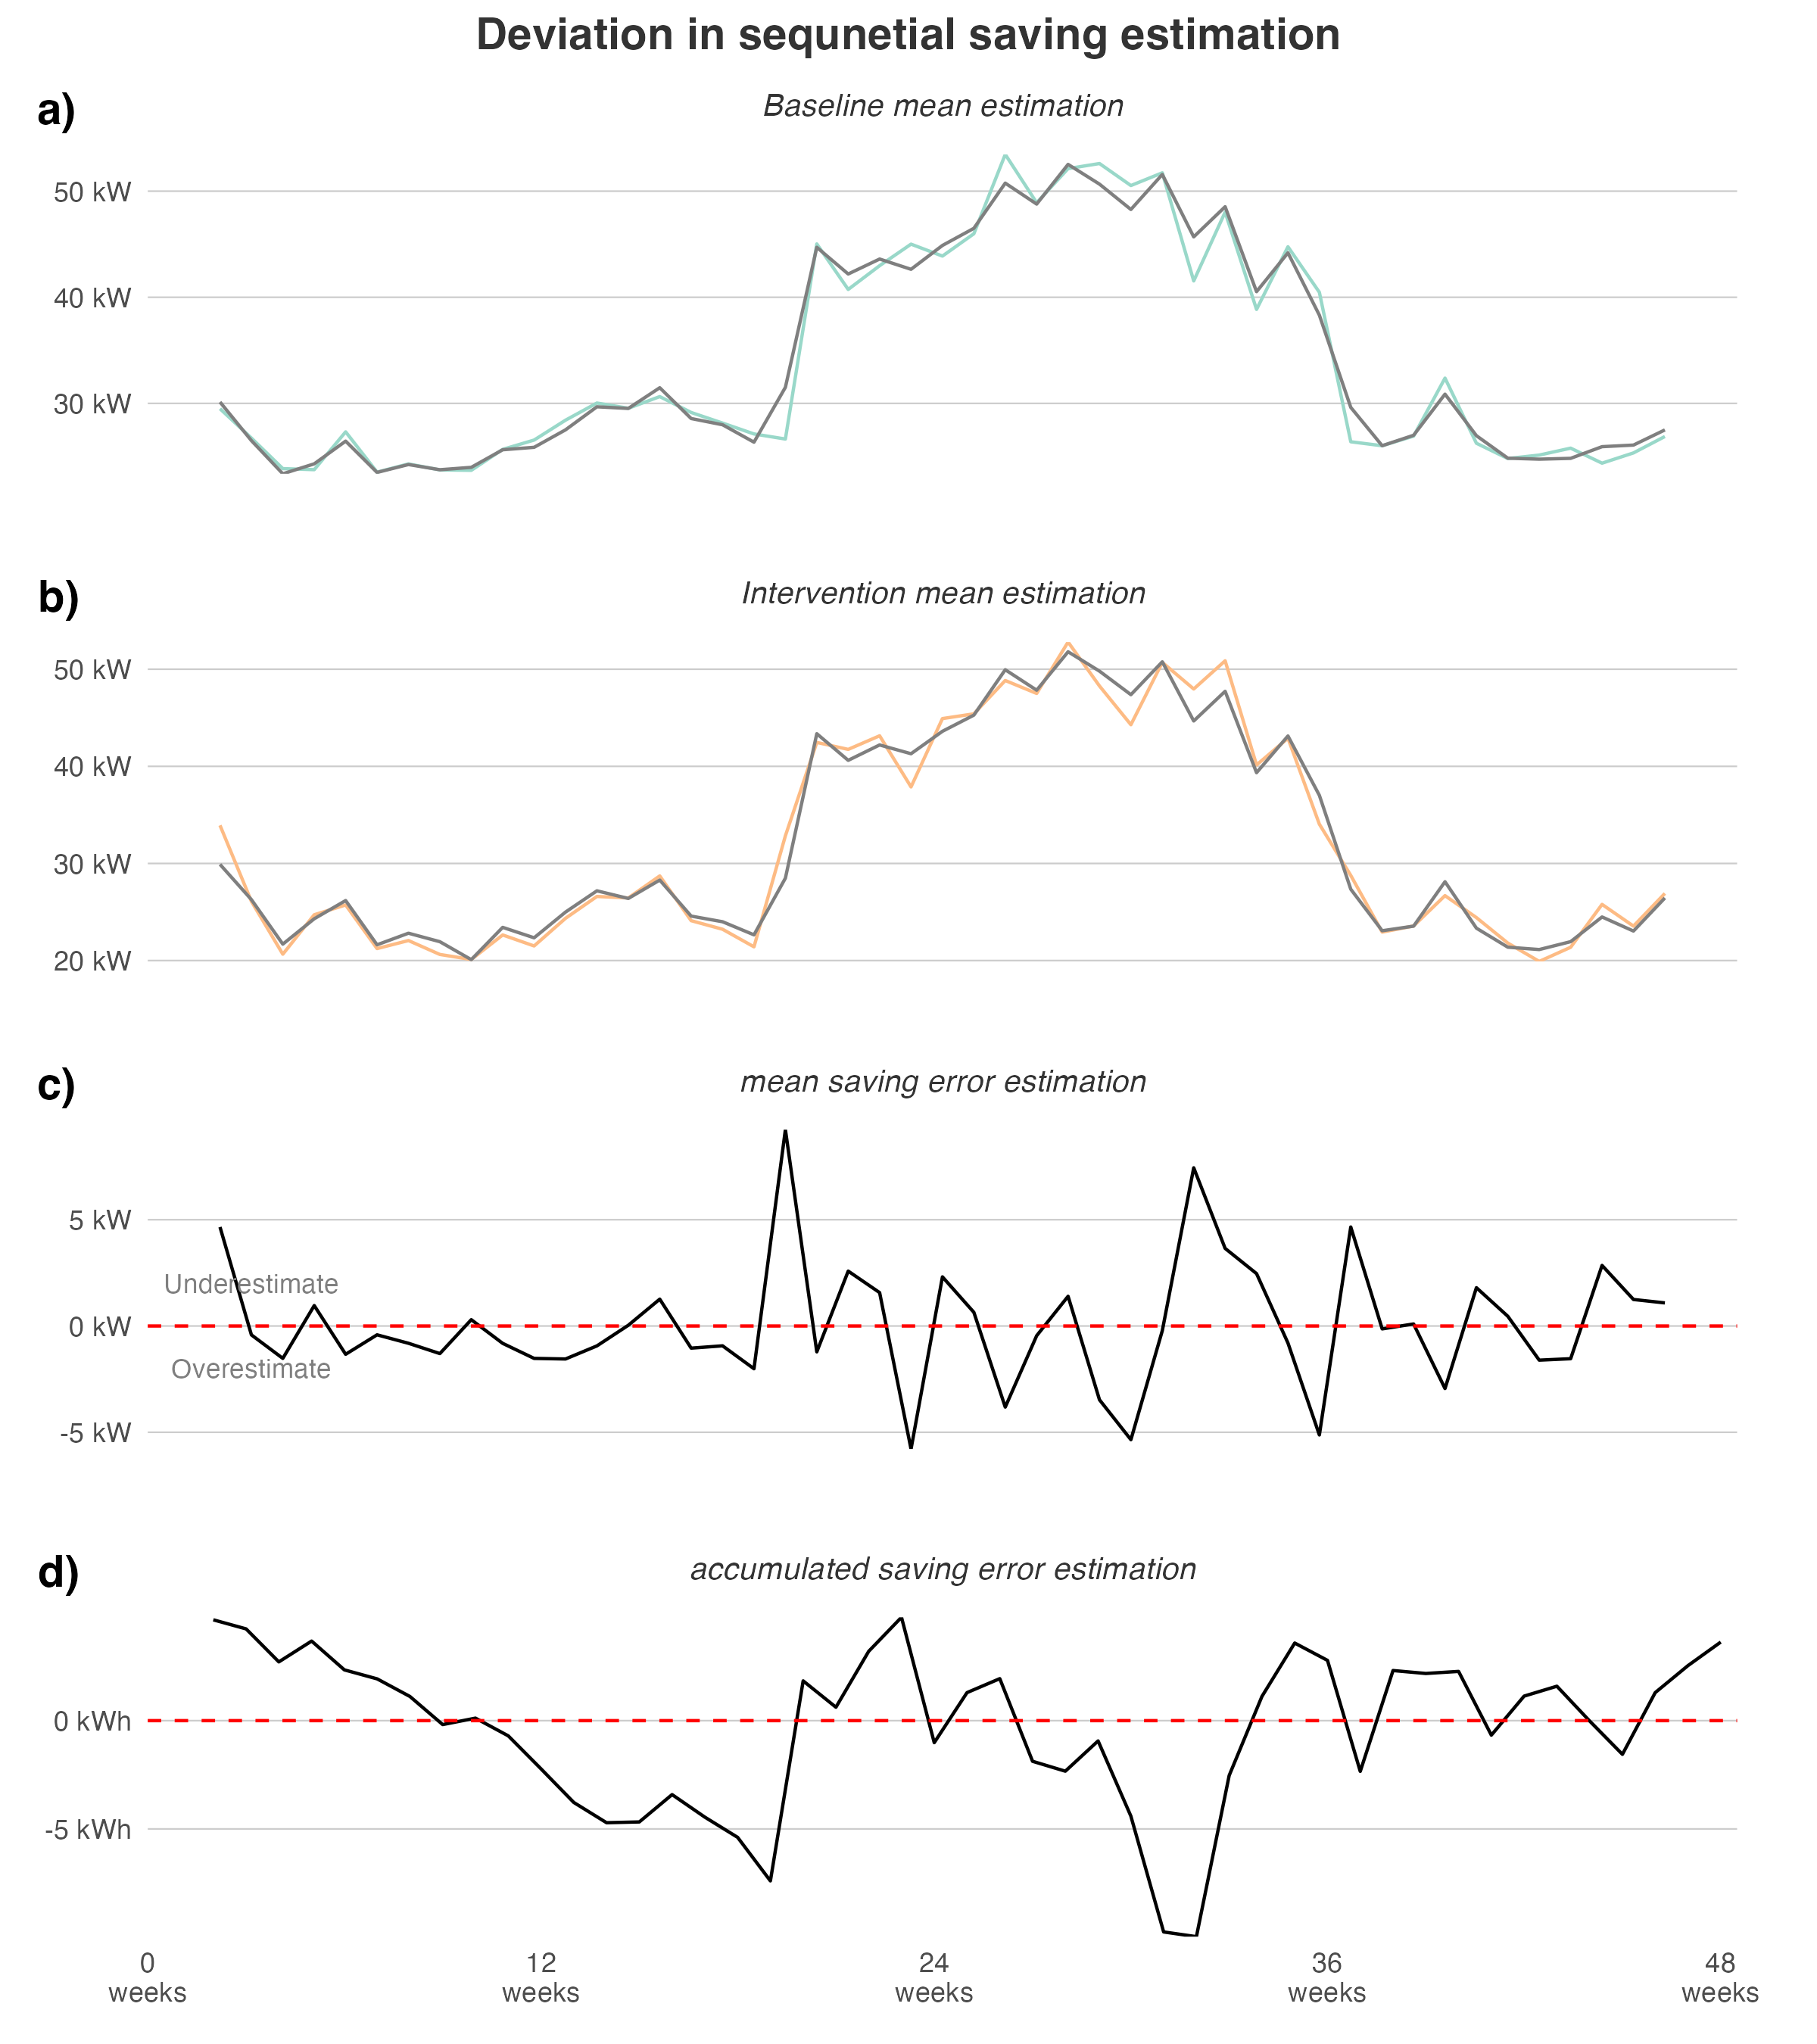 Deviation in sequnetial saving estimation
a)
Baseline mean estimation
50 kW
40 kW
30 kW
b)
Intervention mean estimation
50 kW
40 kW
30 kW
20 kW
c)
mean saving error estimation
5 kW
Underestimate
0 kW
Overestimate
-5 kW
d)
accumulated saving error estimation
0 kWh
-5 kWh
0 12 24 36 48
weeks weeks weeks weeks weeks